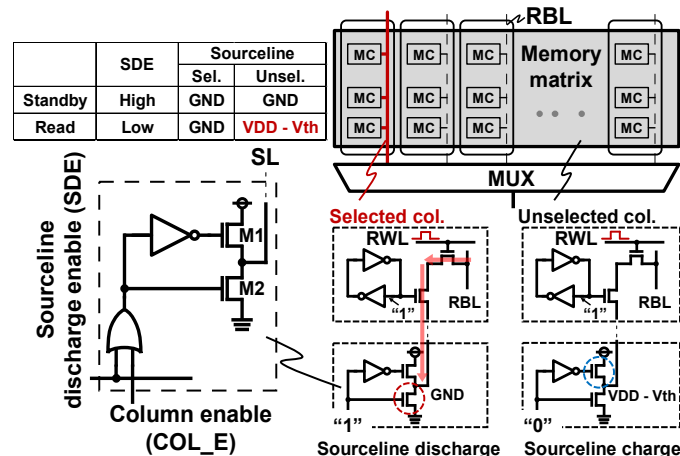 RBL
SDE
Sourceline
Sel.
Unsel.
Standby
High
GND
GND
Read
Low
GND
VDD - Vth
MC
MC
MC
MC
MC
MC
MC
MC
MC
MC
MC
MC
Memory
matrix
MUX
SL
M1
M2
Sourceline
discharge enable (SDE)
Column enable
(COL_E)
Selected col.
RWL
RBL
"1"
GND
"1"
Sourceline discharge
Unselected col.
RWL
RBL
"1"
VDD - Vth
"0"
Sourceline charge